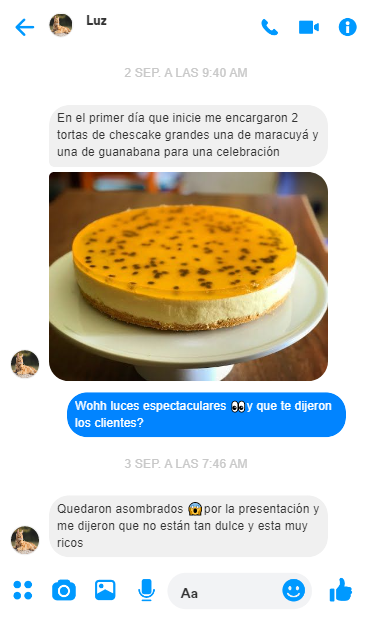 Luz
2 SEP. A LAS 9:40 AM
En el primer día que inicie me encargaron 2
tortas de chescake grandes una de maracuyá y
una de guanabana para una celebración
Wohh luces espectaculares 👀y que te dijeron
los clientes?
3 SEP. A LAS 7:46 AM
Quedaron asombrados 😱por la presentación y
me dijeron que no están tan dulce y esta muy
ricos
Aa